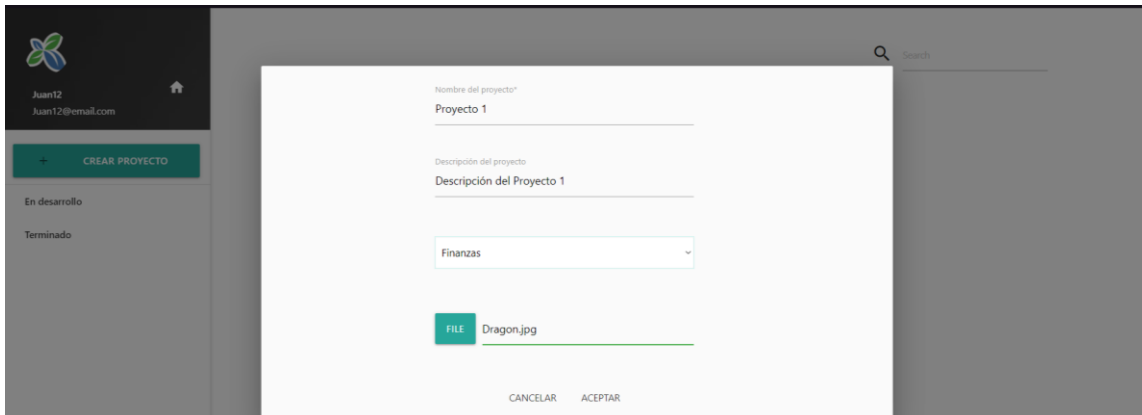 Juan12
Juan12@email.com
+ CREAR PROYECTO
En desarrollo
Terminado
Search
Nombre del proyecto*
Proyecto 1
Descripción del proyecto
Descripción del Proyecto 1
Finanzas
FILE Dragon.jpg
CANCELAR ACEPTAR